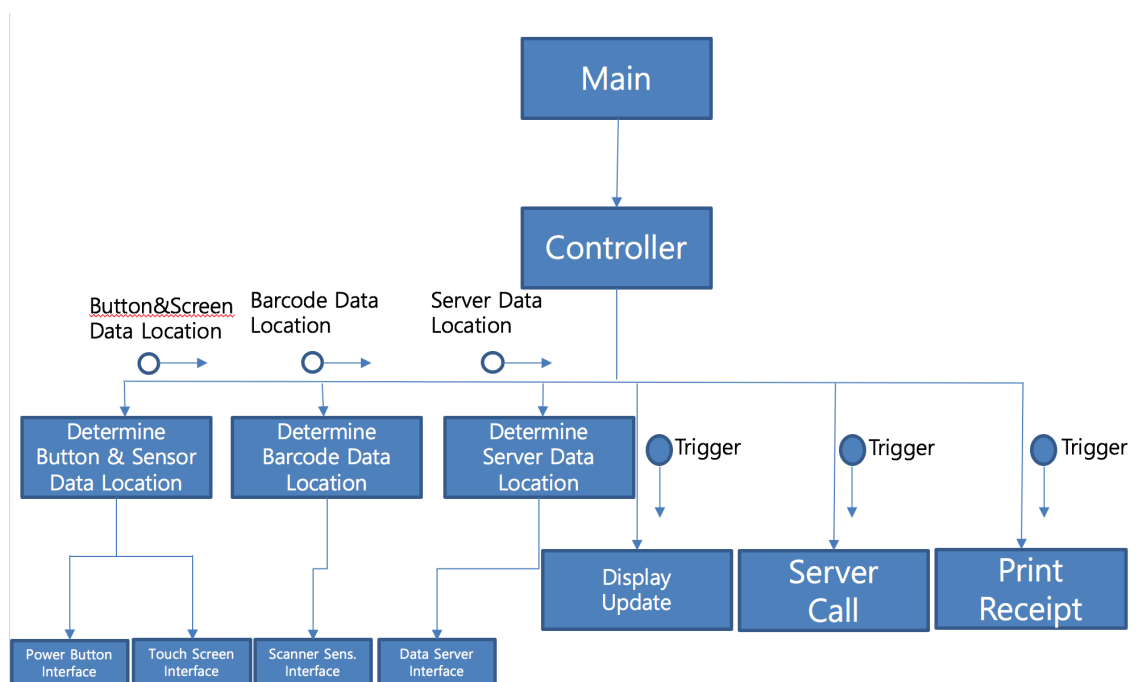 Main
Controller
Button&Screen
Data Location
Barcode Data
Location
Server Data
Location
Determine
Button & Sensor
Data Location
Determine
Barcode Data
Location
Determine
Server Data
Location
Trigger
Trigger
Trigger
Display
Update
Server
Call
Print
Receipt
Power Button
Interface
Touch Screen
Interface
Scanner Sens.
Interface
Data Server
Interface